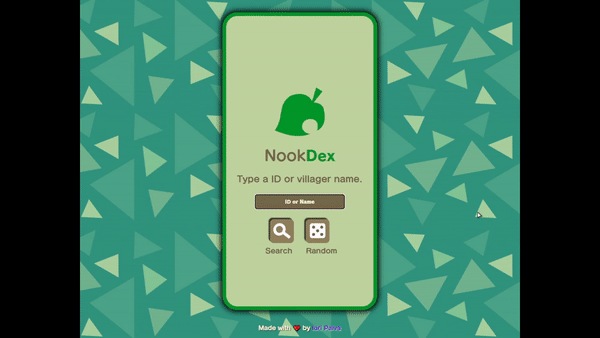 NookDex
Type a ID or villager name.
ID or Name
Search Random
Made with by